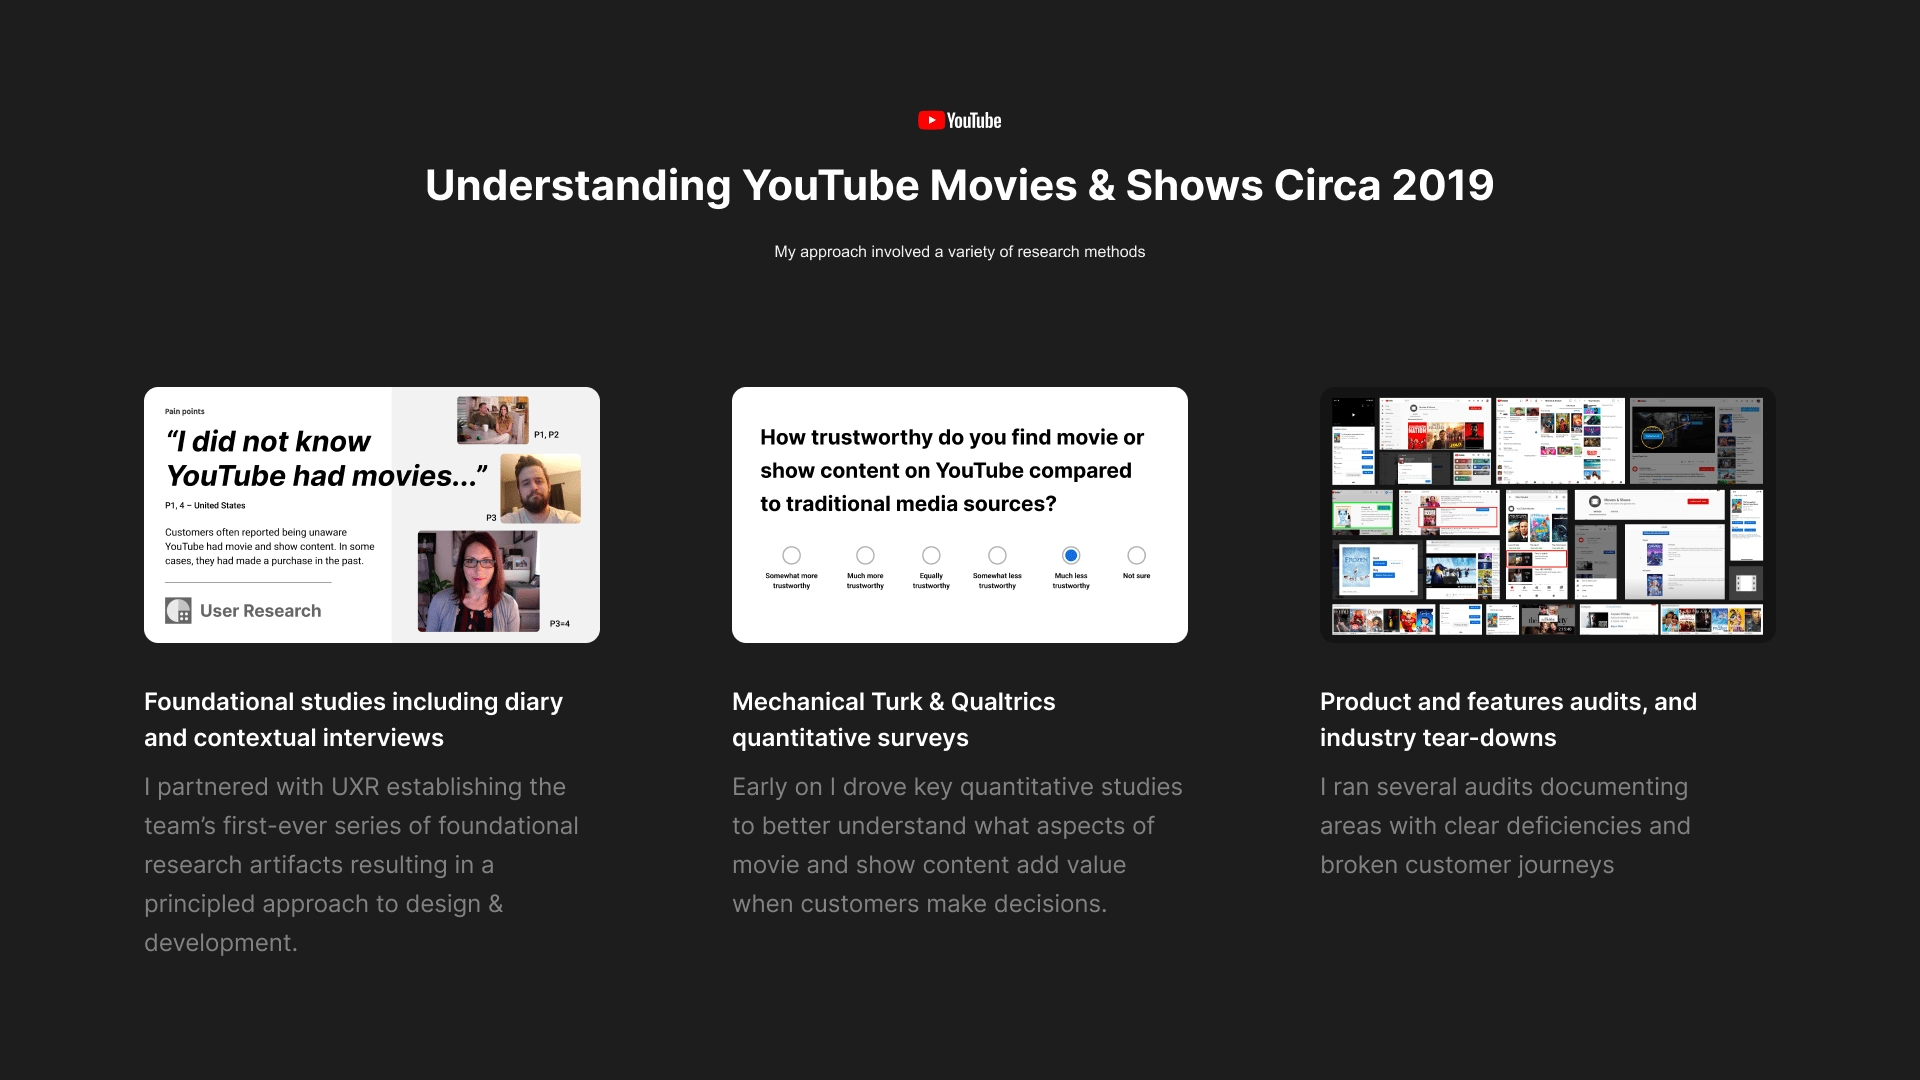 YouTube
Understanding YouTube Movies & Shows Circa 2019
My approach involved a variety of research methods
Pain points
“I did not know
YouTube had movies...”
P1, 4 – United States
Customers often reported being unaware
YouTube had movie and show content. In some
cases, they had made a purchase in the past.
User Research
P1, P2
P3
P3=4
How trustworthy do you find movie or
show content on YouTube compared
to traditional media sources?
Somewhat more
trustworthy
Much more
trustworthy
Equally
trustworthy
Somewhat less
trustworthy
Much less
trustworthy
Not sure
FROZEN
Foundational studies including diary
and contextual interviews
I partnered with UXR establishing the
team’s first-ever series of foundational
research artifacts resulting in a
principled approach to design &
development.
Mechanical Turk & Qualtrics
quantitative surveys
Early on I drove key quantitative studies
to better understand what aspects of
movie and show content add value
when customers make decisions.
Product and features audits, and
industry tear-downs
I ran several audits documenting
areas with clear deficiencies and
broken customer journeys